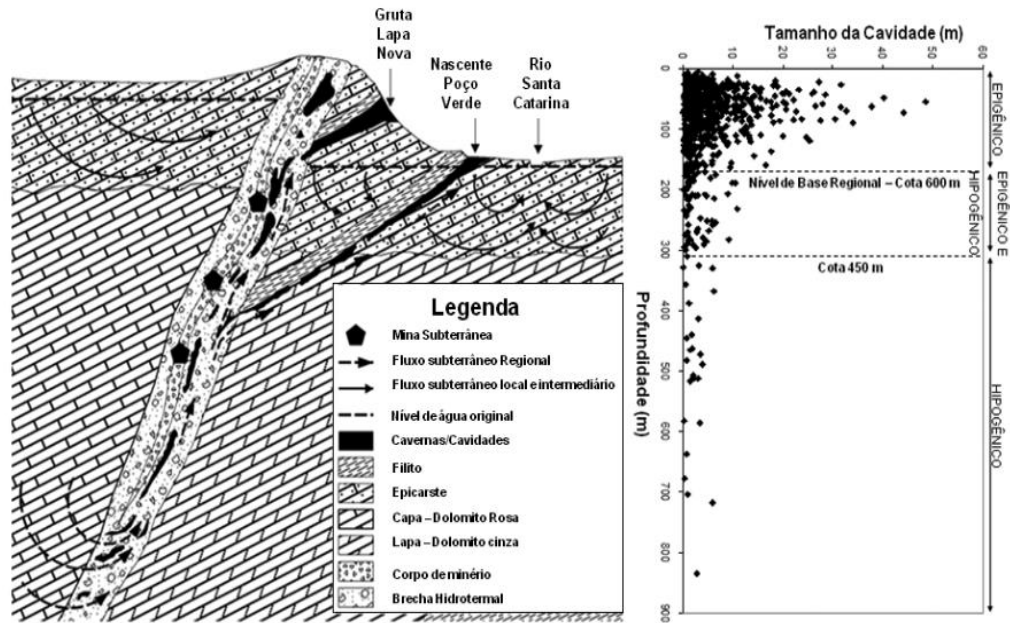 Gruta
Lapa
Nova
Nascente
Poço
Verde
Rio
Santa
Catarina
Legenda
Mina Subterrânea
Fluxo subterrâneo Regional
Fluxo subterrâneo local e intermediário
Nível de água original
Cavernas/Cavidades
Filito
Epicarste
Capa – Dolomito Rosa
Lapa – Dolomito cinza
Corpo de minério
Brecha Hidrotermal
Tamanho da Cavidade (m)
0 10 20 30 40 50 60
0
100
200
300
400
500
600
700
800
900
Profundidade (m)
Nível de Base Regional – Cota 600 m
Cota 450 m
EPIGÊNICO
EPIGÊNICO E
HIPOGÊNICO
HIPOGÊNICO